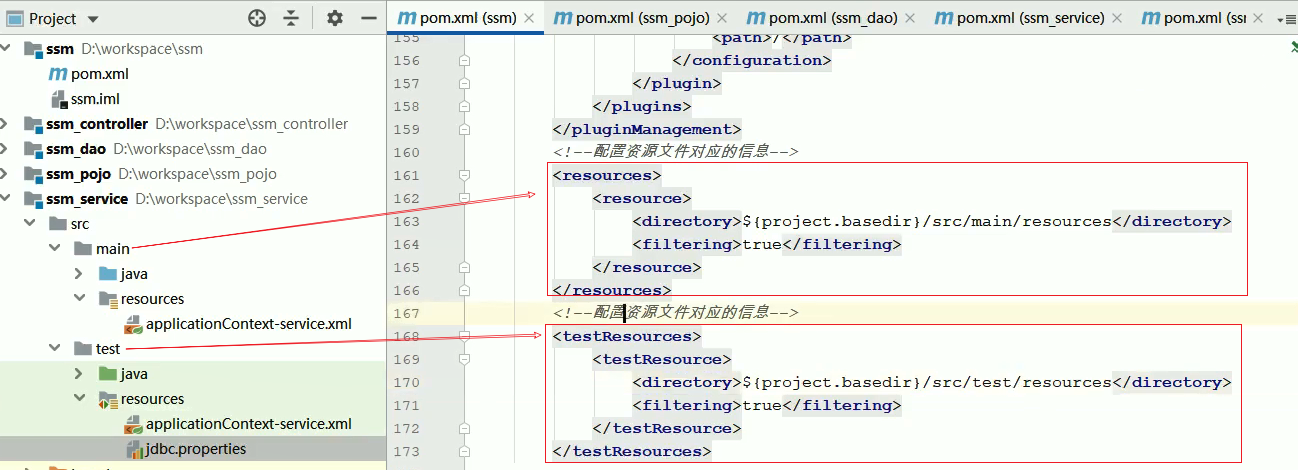 Project
ssm D:\workspace\ssm
pom.xml
ssm.iml
ssm_controller D:\workspace\ssm_controller
ssm_dao D:\workspace\ssm_dao
ssm_pojo D:\workspace\ssm_pojo
ssm_service D:\workspace\ssm_service
src
main
java
resources
applicationContext-service.xml
test
java
resources
applicationContext-service.xml
jdbc.properties
pom.xml (ssm) pom.xml (ssm_pojo) pom.xml (ssm_dao) pom.xml (ssm_service) pom.xml (ssı
155 <path>/</path>
156 </configuration>
157 </plugin>
158 </plugins>
159 </pluginManagement>
160 <!--配置资源文件对应的信息-->
161 <resources>
162 <resource>
163 <directory>${project.basedir}/src/main/resources</directory>
164 <filtering>true</filtering>
165 </resource>
166 </resources>
167 <!--配置资源文件对应的信息-->
168 <testResources>
169 <testResource>
170 <directory>${project.basedir}/src/test/resources</directory>
171 <filtering>true</filtering>
172 </testResource>
173 </testResources>